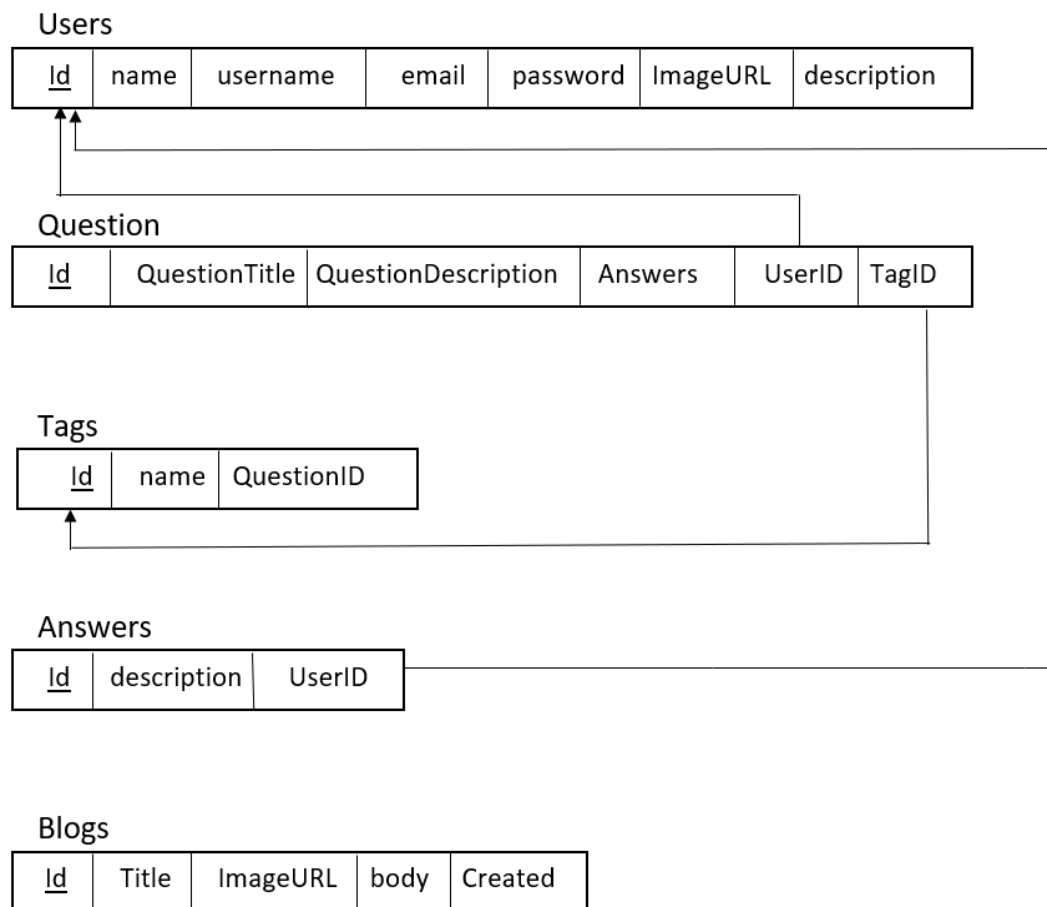 Users
Id name username email password ImageURL description
Question
Id QuestionTitle QuestionDescription Answers UserID TagID
Tags
Id name QuestionID
Answers
Id description UserID
Blogs
Id Title ImageURL body Created